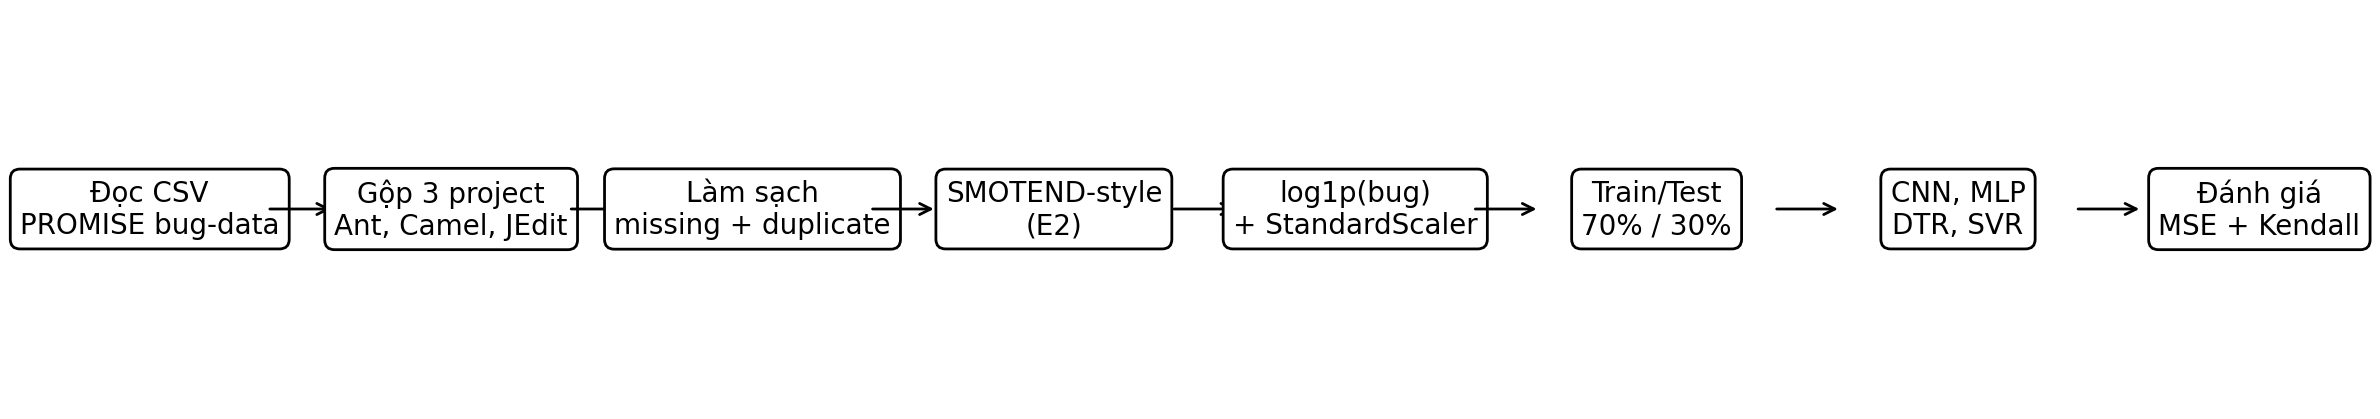 Đọc CSV
PROMISE bug-data
Gộp 3 project
Ant, Camel, JEdit
Làm sạch
missing + duplicate
SMOTEND-style
(E2)
log1p(bug)
+ StandardScaler
Train/Test
70% / 30%
CNN, MLP
DTR, SVR
Đánh giá
MSE + Kendall